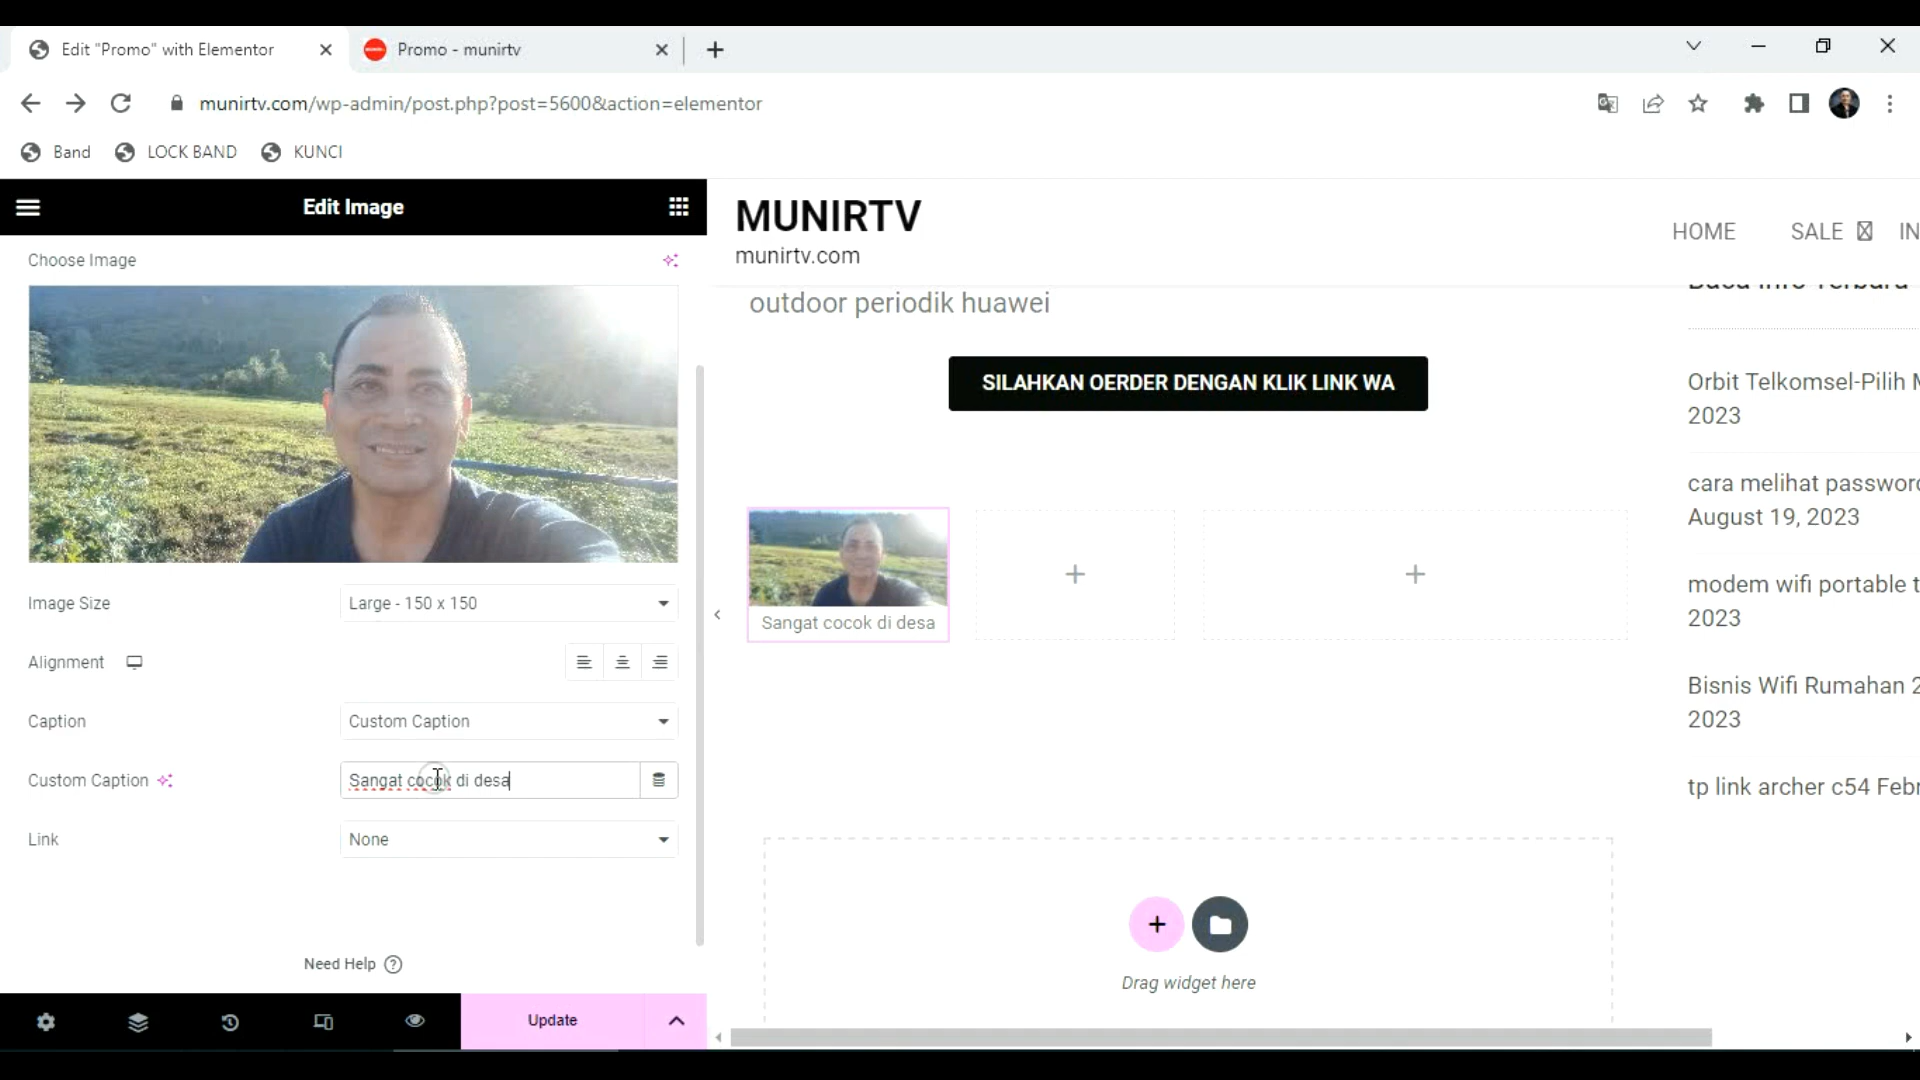 Edit "Promo" with Elementor
Promo - munirtv
munirtv.com/wp-admin/post.php?post=5600&action=elementor
Band
LOCK BAND
KUNCI
Edit Image
Choose Image
Image Size
Large - 150 x 150
Alignment
Caption
Custom Caption
Custom Caption
Sangat cocok di desa
Link
None
Need Help
Update
MUNIRTV
munirtv.com
HOME
SALE
IN
outdoor periodik huawei
SILAHKAN OERDER DENGAN KLIK LINK WA
Sangat cocok di desa
Drag widget here
Orbit Telkomsel-Pilih
2023
cara melihat password
August 19, 2023
modem wifi portable
2023
Bisnis Wifi Rumahan
2023
tp link archer c54